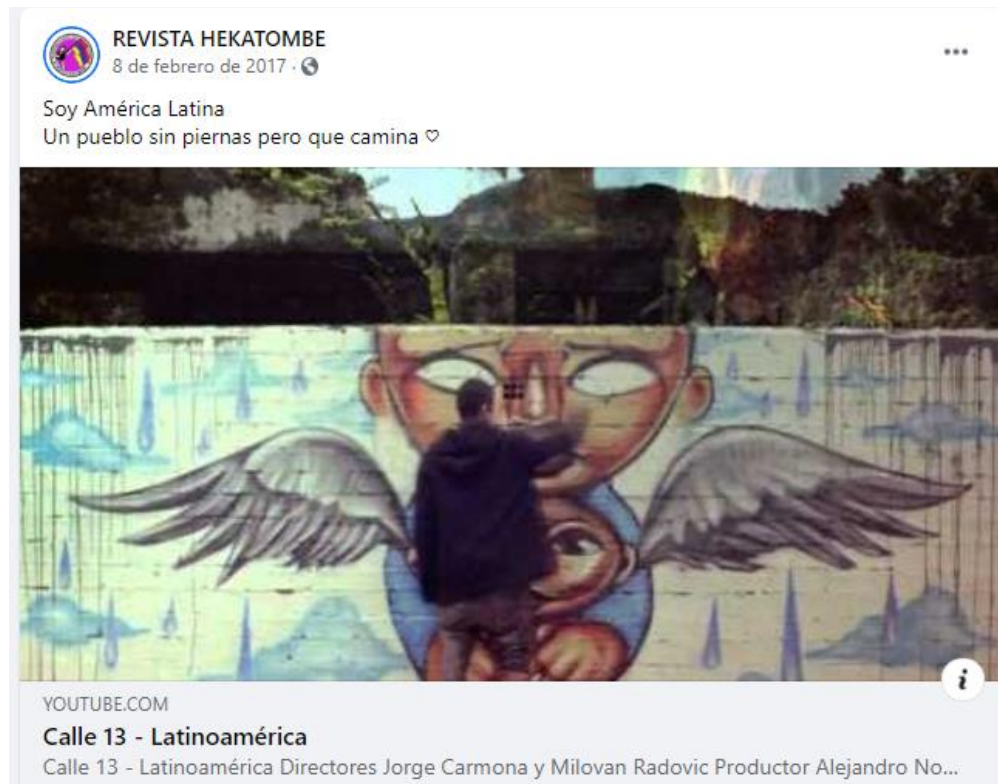 REVISTA HEKATOMBE
8 de febrero de 2017 ·
Soy América Latina
Un pueblo sin piernas pero que camina ♡
i
YOUTUBE.COM
Calle 13 - Latinoamérica
Calle 13 - Latinoamérica Directores Jorge Carmona y Milovan Radovic Productor Alejandro No...